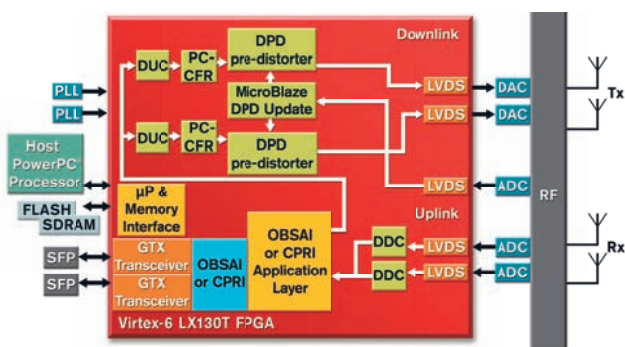 Downlink
DPD
pre-distorter
DUC
PC-
CFR
PLL
PLL
MicroBlaze
DPD Update
LVDS
DAC
Tx
LVDS
DAC
DUC
PC-
CFR
DPD
pre-distorter
Host
PowerPC®
Processor
μP &
Memory
Interface
LVDS
ADC
RF
FLASH
SDRAM
Uplink
OBSAI
or CPRI
Application
Layer
DDC
LVDS
ADC
Rx
DDC
LVDS
ADC
SFP
GTX
Transceiver
OBSAI
or CPRI
SFP
GTX
Transceiver
Virtex-6 LX130T FPGA